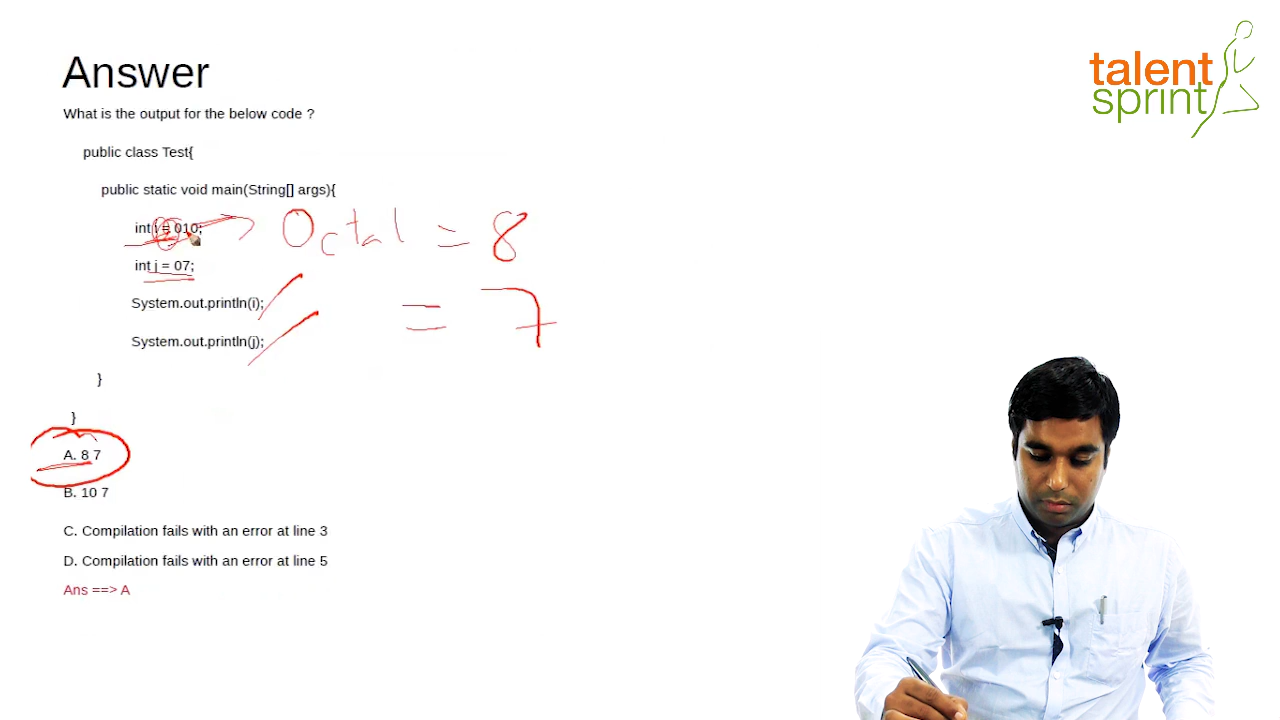 talent
sprint
Answer
What is the output for the below code ?
public class Test{
public static void main(String[] args){
int i = 010;
Octal = 8
int j = 07;
= 7
System.out.println(i);
System.out.println(j);
}
}
A. 8 7
B. 10 7
C. Compilation fails with an error at line 3
D. Compilation fails with an error at line 5
Ans ==> A